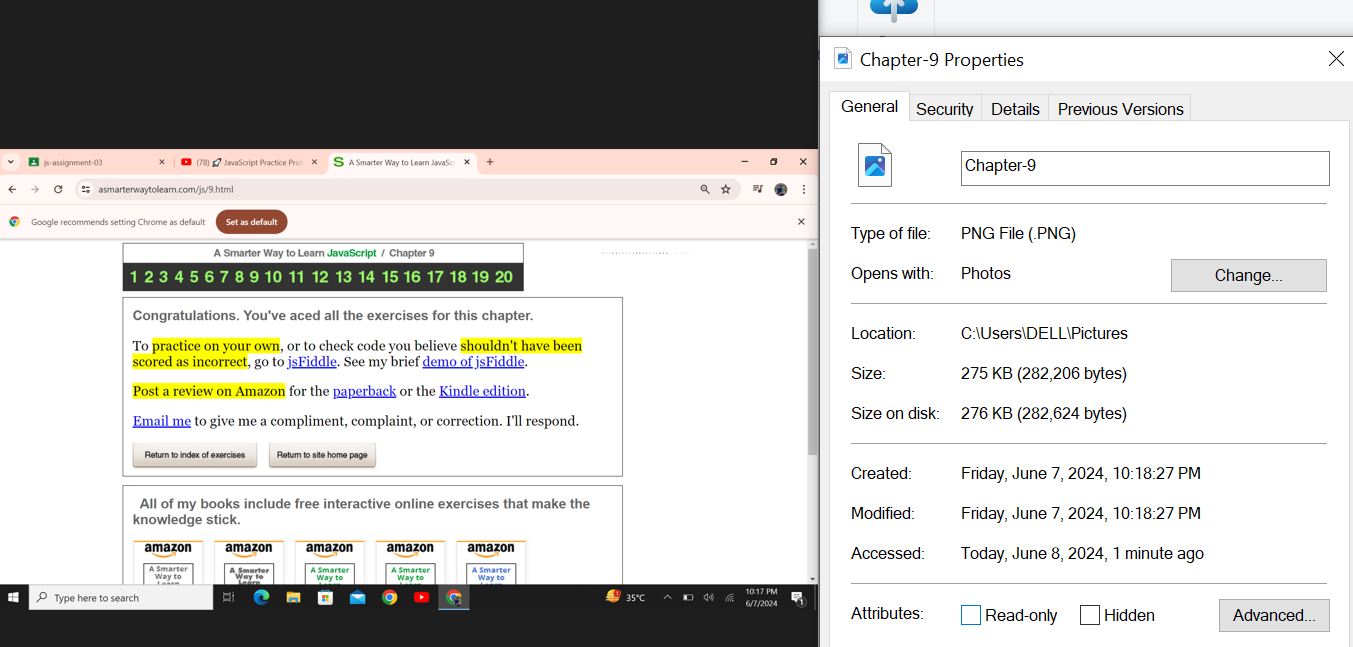 js-assignment-03
(78) 🚀 JavaScript Practice Prob
A Smarter Way to Learn JavaSc
asmarterwaytolearn.com/js/9.html
Google recommends setting Chrome as default
Set as default
A Smarter Way to Learn JavaScript / Chapter 9
1 2 3 4 5 6 7 8 9 10 11 12 13 14 15 16 17 18 19 20
Congratulations. You've aced all the exercises for this chapter.
To practice on your own, or to check code you believe shouldn't have been
scored as incorrect, go to jsFiddle. See my brief demo of jsFiddle.
Post a review on Amazon for the paperback or the Kindle edition.
Email me to give me a compliment, complaint, or correction. I'll respond.
Return to index of exercises
Return to site home page
All of my books include free interactive online exercises that make the
knowledge stick.
amazon amazon amazon amazon amazon
A Smarter A Smarter A Smarter A Smarter A Smarter
Way to Way to Way to Way to Way to
Type here to search
35°C
10:17 PM
6/7/2024
1
Chapter-9 Properties
General Security Details Previous Versions
Chapter-9
Type of file: PNG File (.PNG)
Opens with: Photos Change...
Location: C:\Users\DELL\Pictures
Size: 275 KB (282,206 bytes)
Size on disk: 276 KB (282,624 bytes)
Created: Friday, June 7, 2024, 10:18:27 PM
Modified: Friday, June 7, 2024, 10:18:27 PM
Accessed: Today, June 8, 2024, 1 minute ago
Attributes: Read-only Hidden Advanced...